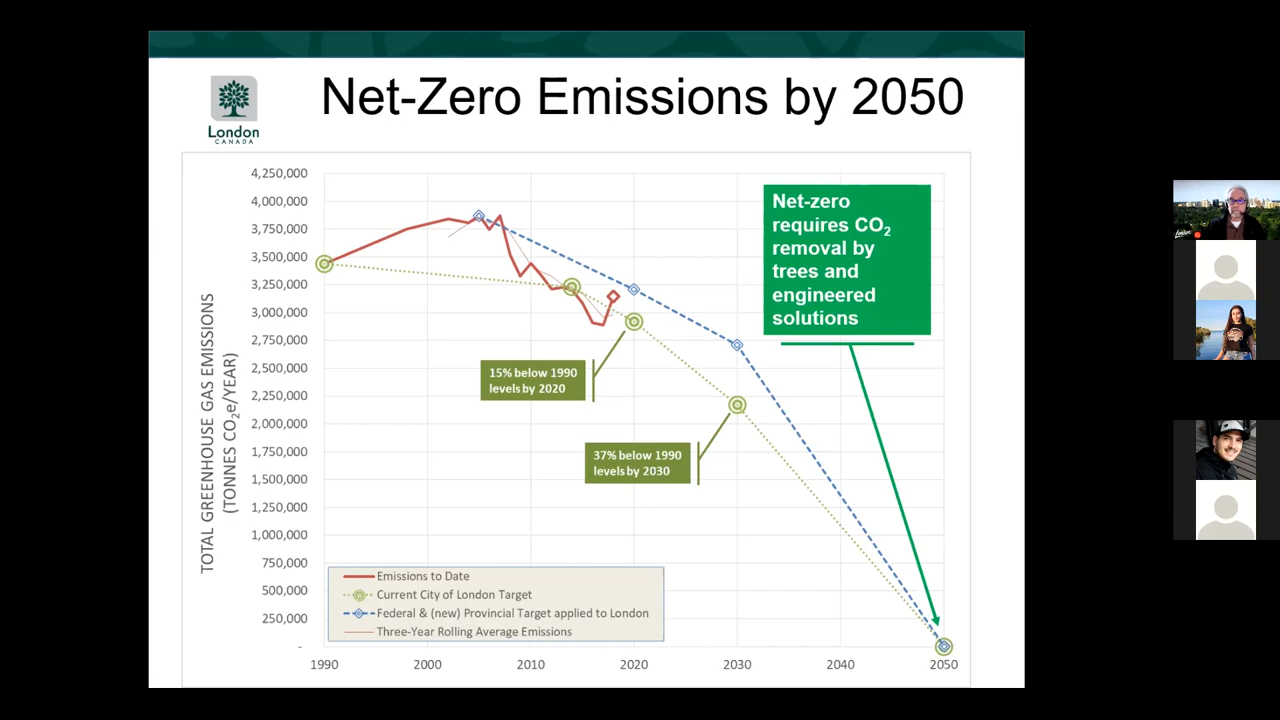 Net-Zero Emissions by 2050
London
CANADA
4,250,000
4,000,000
3,750,000
3,500,000
3,250,000
3,000,000
2,750,000
2,500,000
2,250,000
2,000,000
1,750,000
1,500,000
1,250,000
1,000,000
750,000
500,000
250,000
-
TOTAL GREENHOUSE GAS EMISSIONS
(TONNES CO₂e/YEAR)
Net-zero
requires CO₂
removal by
trees and
engineered
solutions
15% below 1990
levels by 2020
37% below 1990
levels by 2030
Emissions to Date
Current City of London Target
Federal & (new) Provincial Target applied to London
Three-Year Rolling Average Emissions
1990 2000 2010 2020 2030 2040 2050
London